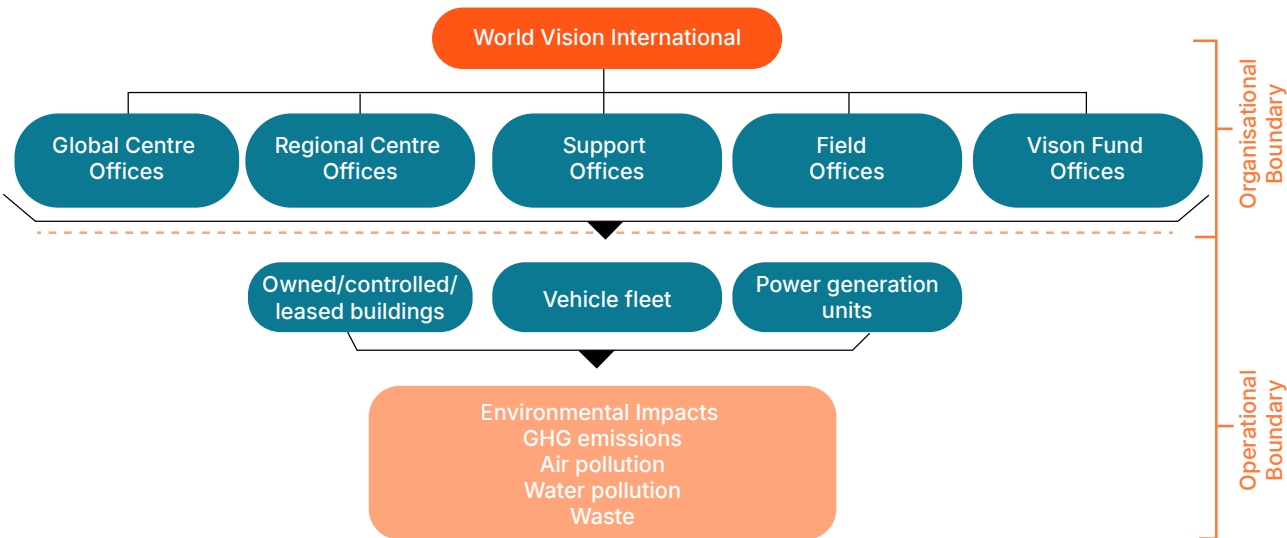 World Vision International
Global Centre
Offices
Regional Centre
Offices
Support
Offices
Field
Offices
Vison Fund
Offices
Organisational
Boundary
Owned/controlled/
leased buildings
Vehicle fleet
Power generation
units
Environmental Impacts
GHG emissions
Air pollution
Water pollution
Waste
Operational
Boundary